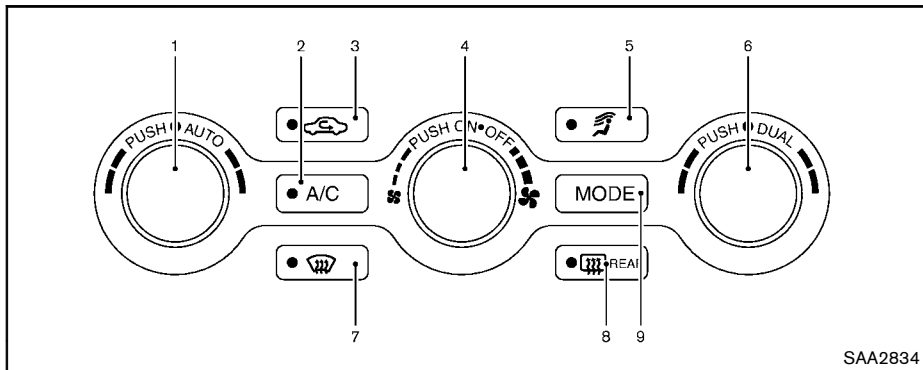 1 2 3 4 5 6
PUSH AUTO
PUSH ON•OFF
PUSH DUAL
A/C
MODE
REAR
7 8 9
SAA2834